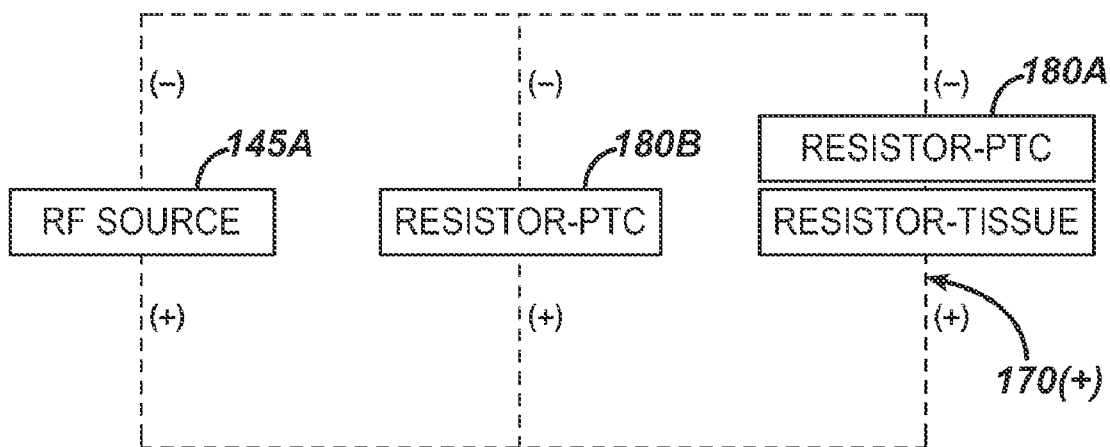 (-)
(-)
(-)
180A
145A
180B
RESISTOR-PTC
RF SOURCE
RESISTOR-PTC
RESISTOR-TISSUE
(+)
(+)
(+)
170(+)